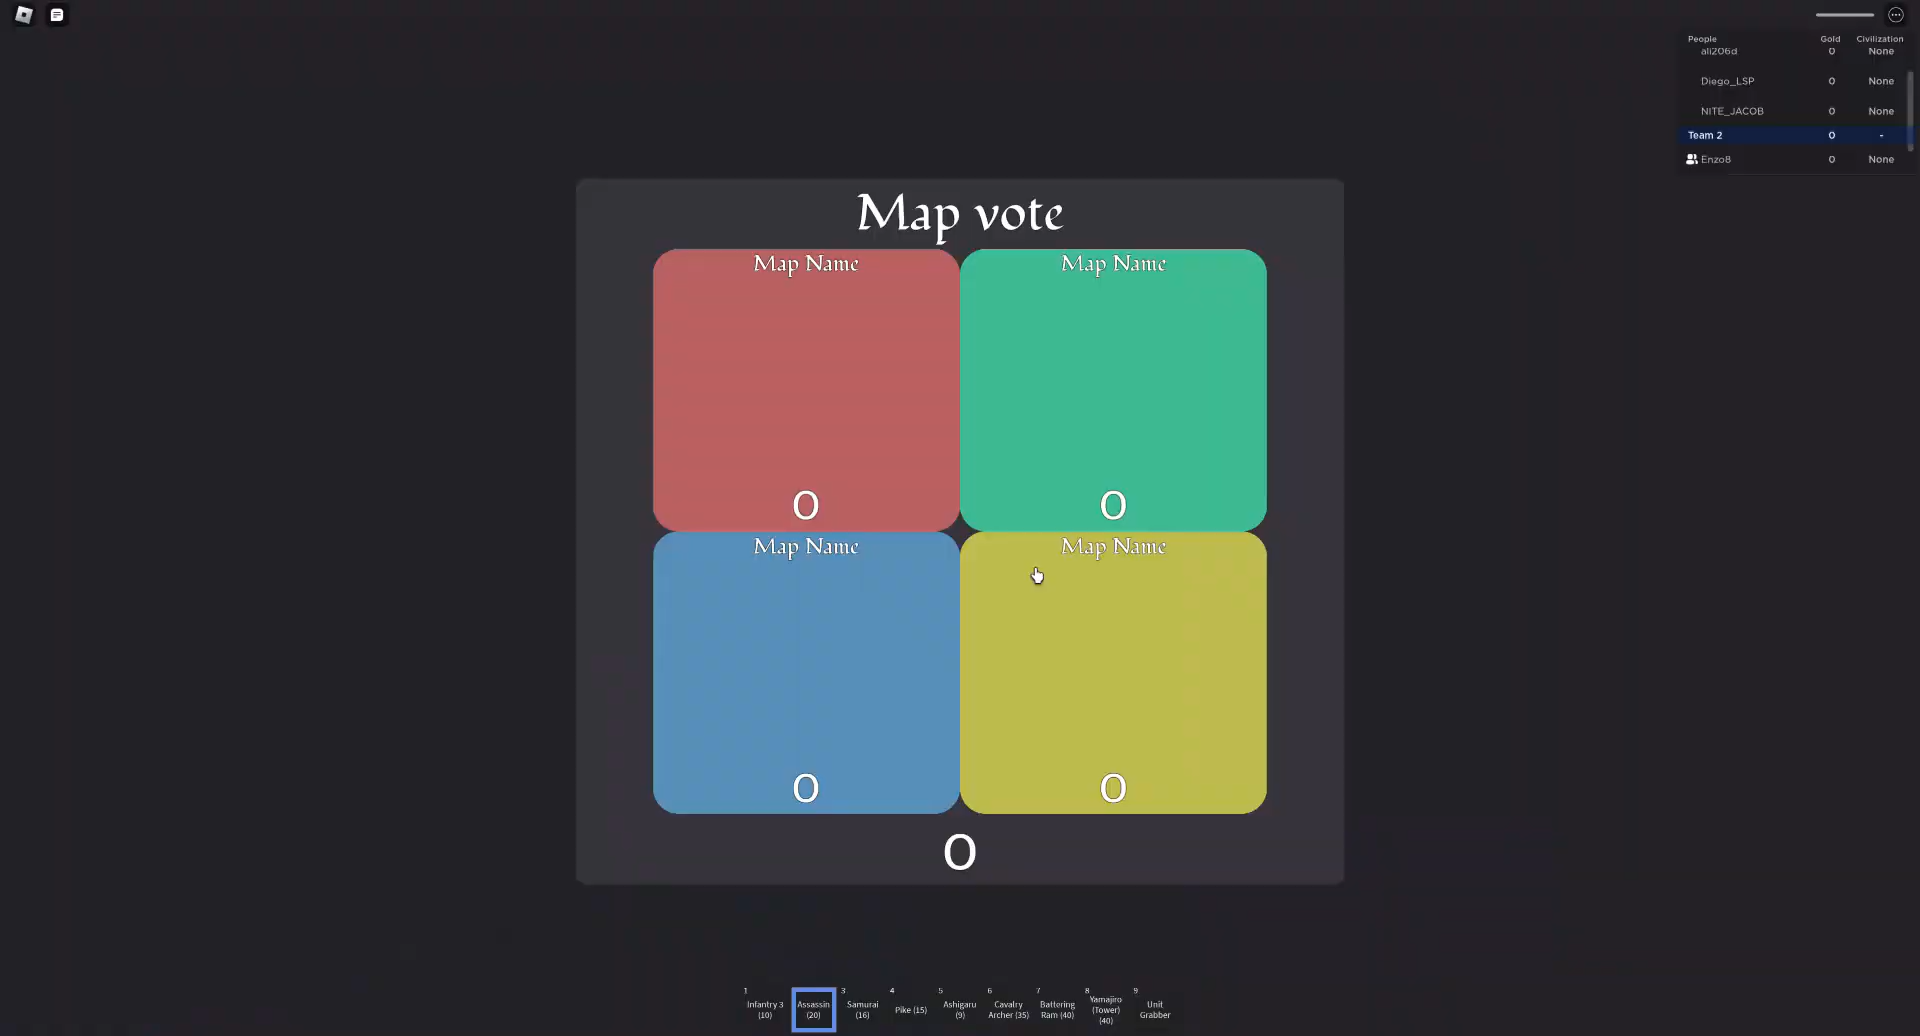 People Gold Civilization
ali206d 0 None
Diego_LSP 0 None
NITE_JACOB 0 None
Team 2 0 -
Enzo8 0 None
Map vote
Map Name Map Name
0 0
Map Name Map Name
0 0
0
1 3 4 5 6 7 8 9
Infantry 3 (10)
Assassin (20)
Samurai (16)
Pike (15)
Ashigaru (9)
Cavalry Archer (35)
Battering Ram (40)
Yamajiro (Tower) (40)
Unit Grabber